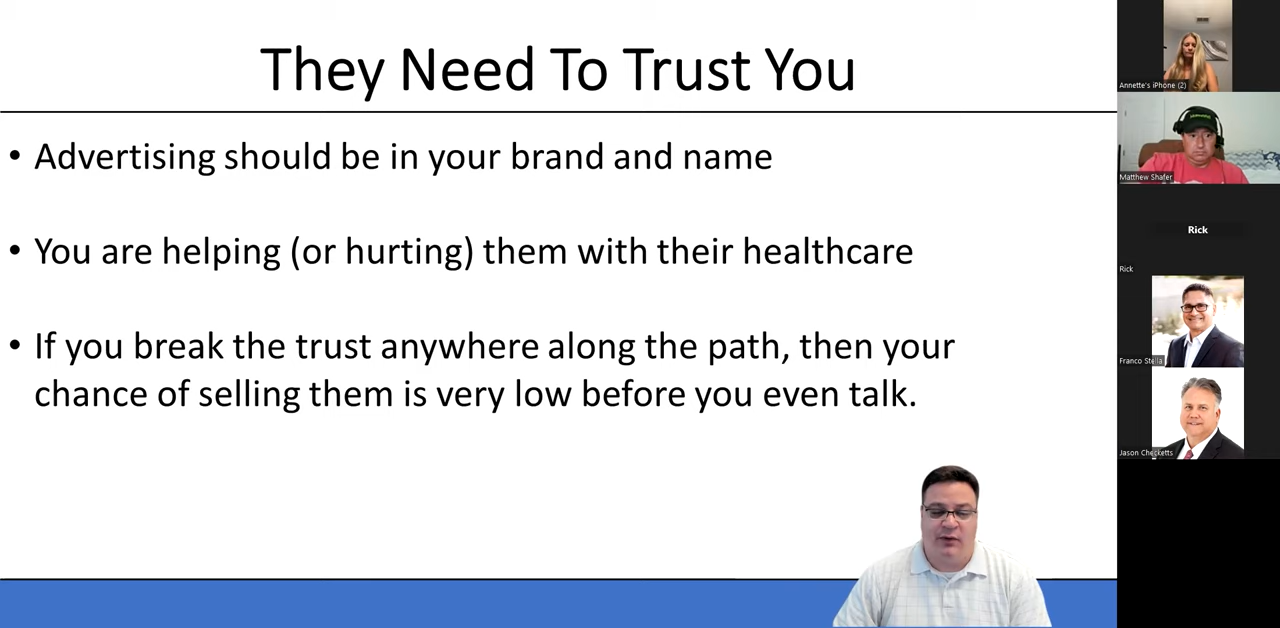 They Need To Trust You
• Advertising should be in your brand and name
• You are helping (or hurting) them with their healthcare
• If you break the trust anywhere along the path, then your
chance of selling them is very low before you even talk.
Annette's iPhone (2)
Matthew Shafer
Rick
Rick
Franco Stella
Jason Checketts